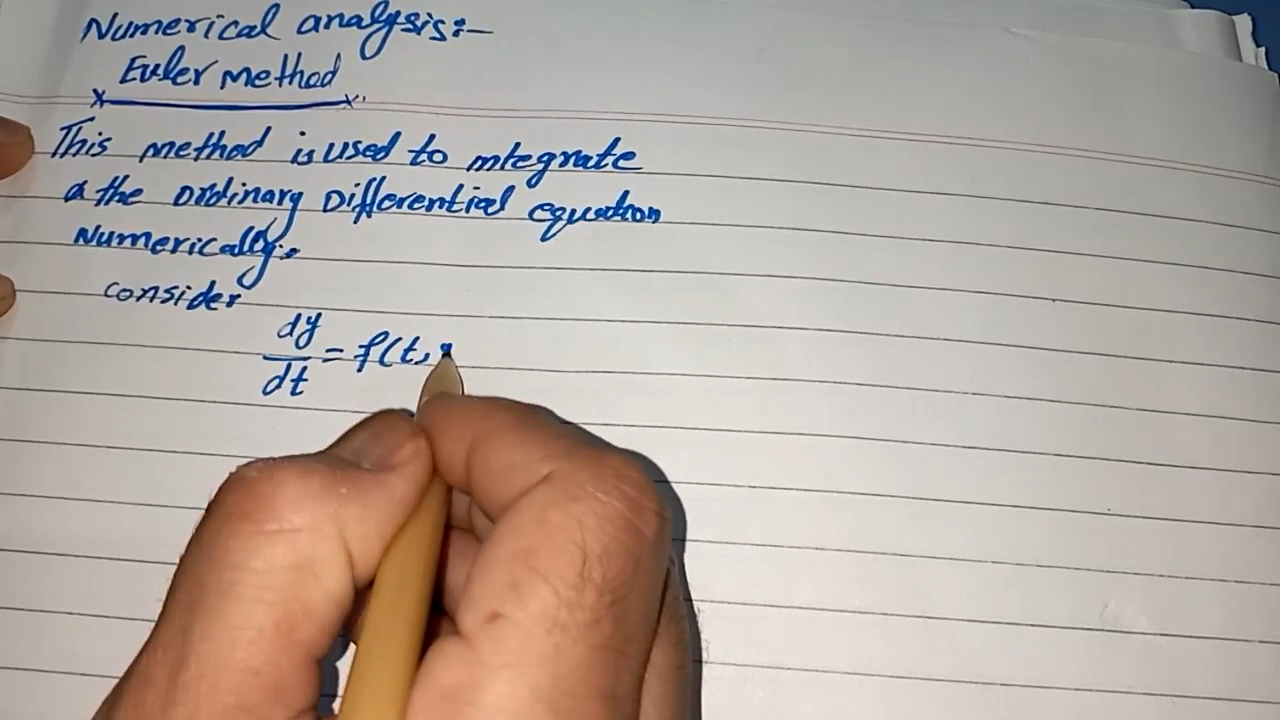 Numerical analysis:-
Euler method
This method is used to integrate
the ordinary Differential equation
Numerically.
consider
dy
dt = f(t,